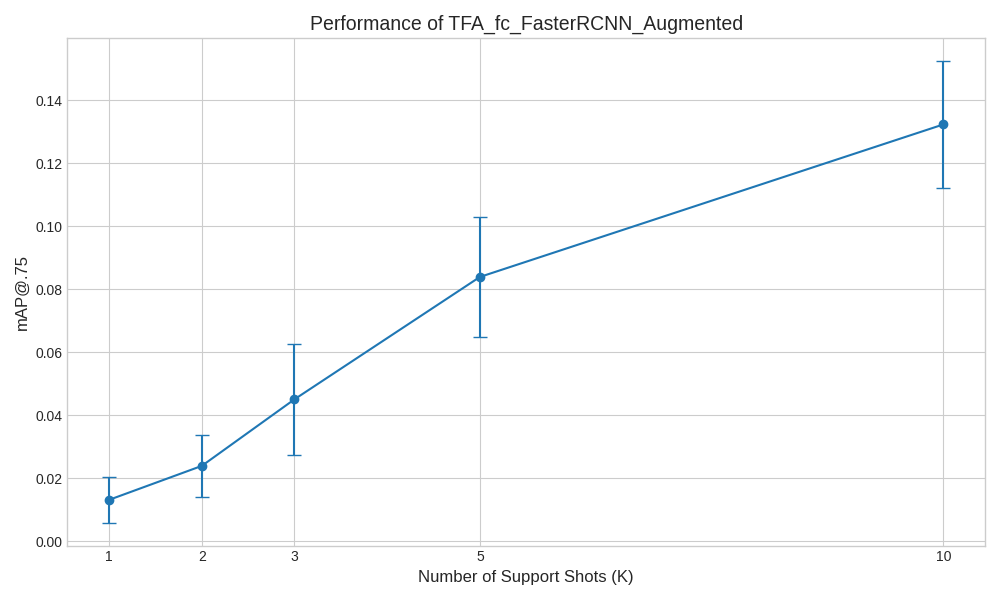 Performance of TFA_fc_FasterRCNN_Augmented
mAP@.75
0.14
0.12
0.10
0.08
0.06
0.04
0.02
0.00
1 2 3 5 10
Number of Support Shots (K)